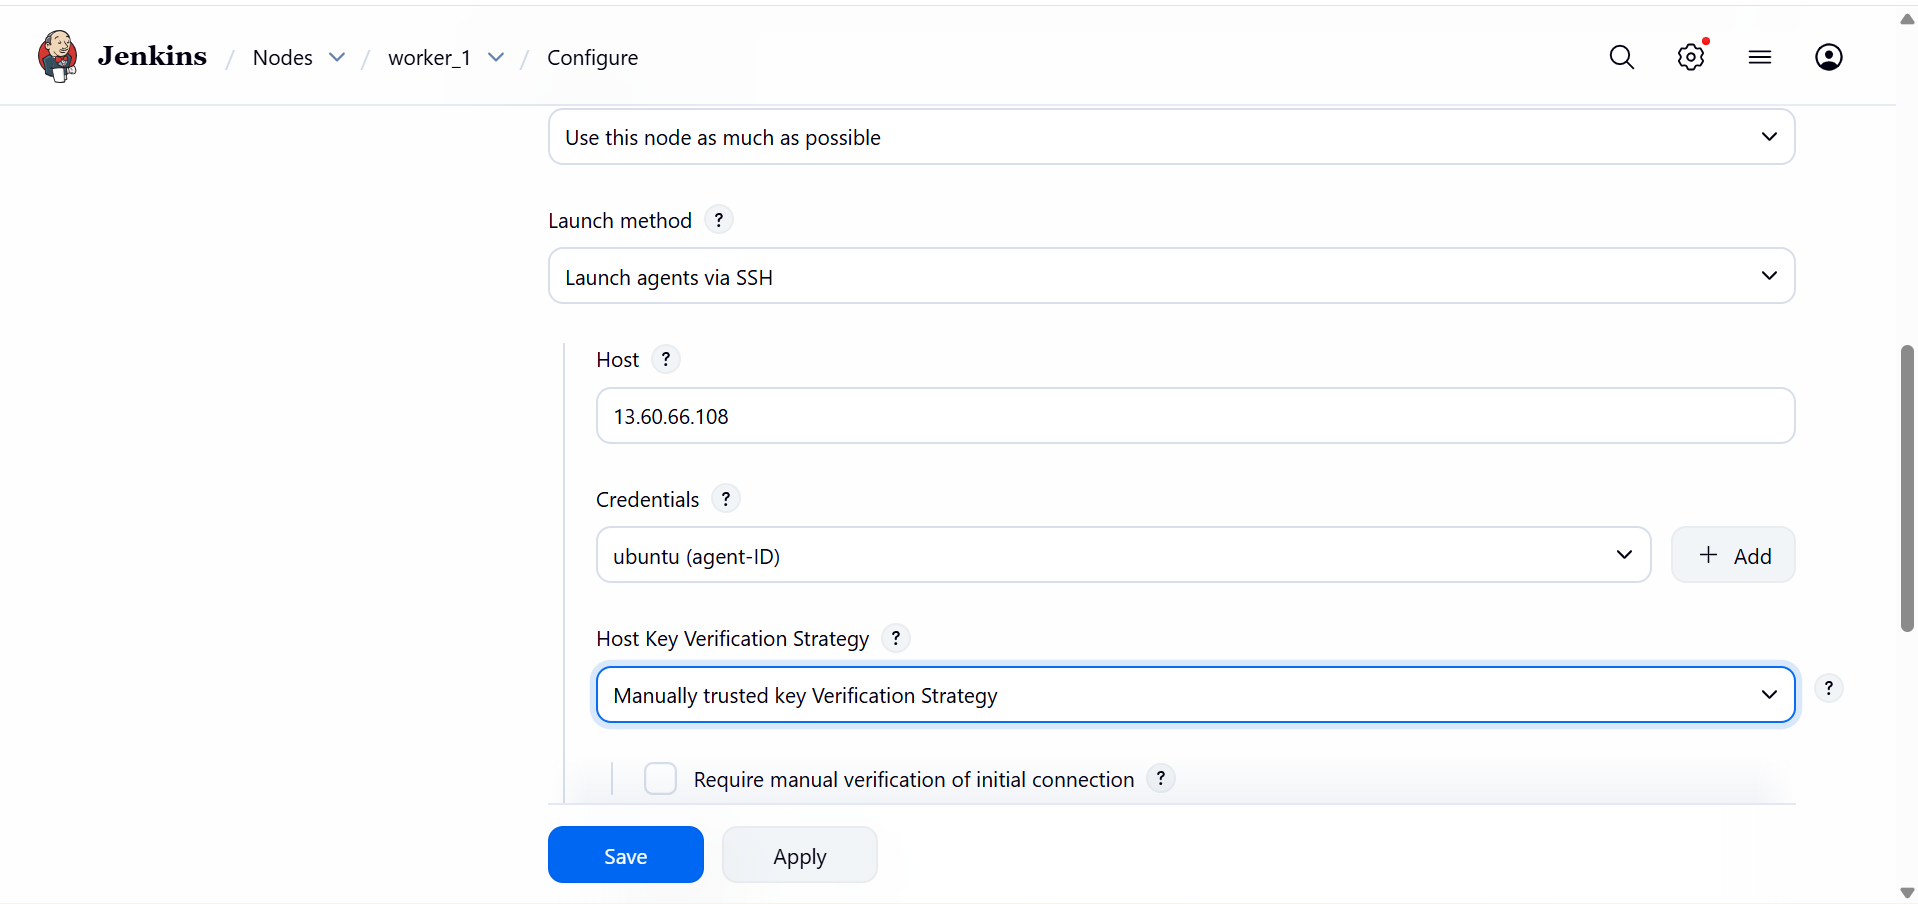 Jenkins / Nodes / worker_1 / Configure
Use this node as much as possible
Launch method ?
Launch agents via SSH
Host ?
13.60.66.108
Credentials ?
ubuntu (agent-ID)
+ Add
Host Key Verification Strategy ?
Manually trusted key Verification Strategy
?
Require manual verification of initial connection ?
Save
Apply